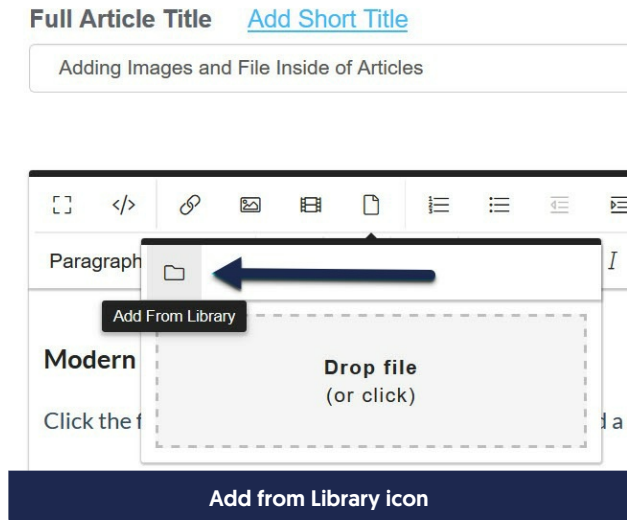 Full Article Title Add Short Title
Adding Images and File Inside of Articles
Paragraph
I
Add From Library
Modern
Drop file
(or click)
Click the f
d a
Add from Library icon